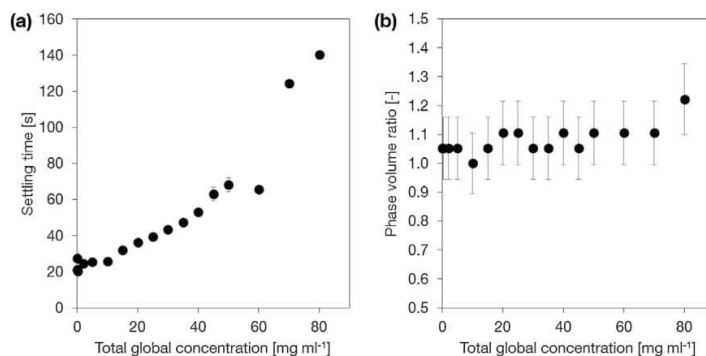 (a)
160
140
120
100
80
60
40
20
0
Settling time [s]
0 20 40 60 80
Total global concentration [mg ml-1]
(b)
1.5
1.4
1.3
1.2
1.1
1.0
0.9
0.8
0.7
0.6
0.5
Phase volume ratio [-]
0 20 40 60 80
Total global concentration [mg ml-1]